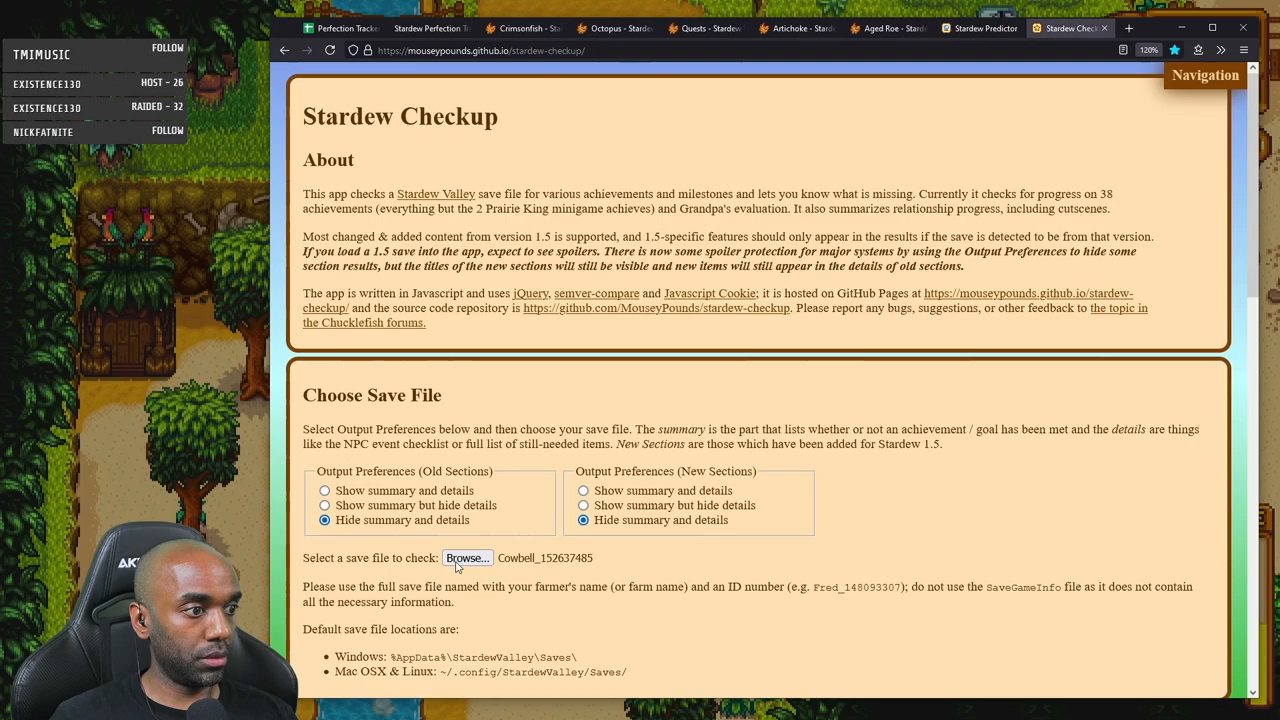 TMIMUSIC FOLLOW
EXISTENCE130 HOST - 26
EXISTENCE130 RAIDED - 32
NICKFATNITE FOLLOW
Perfection Tracke
Stardew Perfection Tr
Crimsonfish - Star
Octopus - Stardew
Quests - Stardew
Artichoke - Stard
Aged Roe - Stard
Stardew Predictor
Stardew Check
https://mouseypounds.github.io/stardew-checkup/
120%
Navigation
Stardew Checkup
About
This app checks a Stardew Valley save file for various achievements and milestones and lets you know what is missing. Currently it checks for progress on 38
achievements (everything but the 2 Prairie King minigame achieves) and Grandpa's evaluation. It also summarizes relationship progress, including cutscenes.
Most changed & added content from version 1.5 is supported, and 1.5-specific features should only appear in the results if the save is detected to be from that version.
If you load a 1.5 save into the app, expect to see spoilers. There is now some spoiler protection for major systems by using the Output Preferences to hide some
section results, but the titles of the new sections will still be visible and new items will still appear in the details of old sections.
The app is written in Javascript and uses jQuery, semver-compare and Javascript Cookie; it is hosted on GitHub Pages at https://mouseypounds.github.io/stardew-
checkup/ and the source code repository is https://github.com/MouseyPounds/stardew-checkup. Please report any bugs, suggestions, or other feedback to the topic in
the Chucklefish forums.
Choose Save File
Select Output Preferences below and then choose your save file. The summary is the part that lists whether or not an achievement / goal has been met and the details are things
like the NPC event checklist or full list of still-needed items. New Sections are those which have been added for Stardew 1.5.
Output Preferences (Old Sections)
Show summary and details
Show summary but hide details
Hide summary and details
Output Preferences (New Sections)
Show summary and details
Show summary but hide details
Hide summary and details
Select a save file to check: Browse... Cowbell_152637485
Please use the full save file named with your farmer's name (or farm name) and an ID number (e.g. Fred_148093307); do not use the SaveGameInfo file as it does not contain
all the necessary information.
Default save file locations are:
Windows: %AppData%\StardewValley\Saves\
Mac OSX & Linux: ~/.config/StardewValley/Saves/